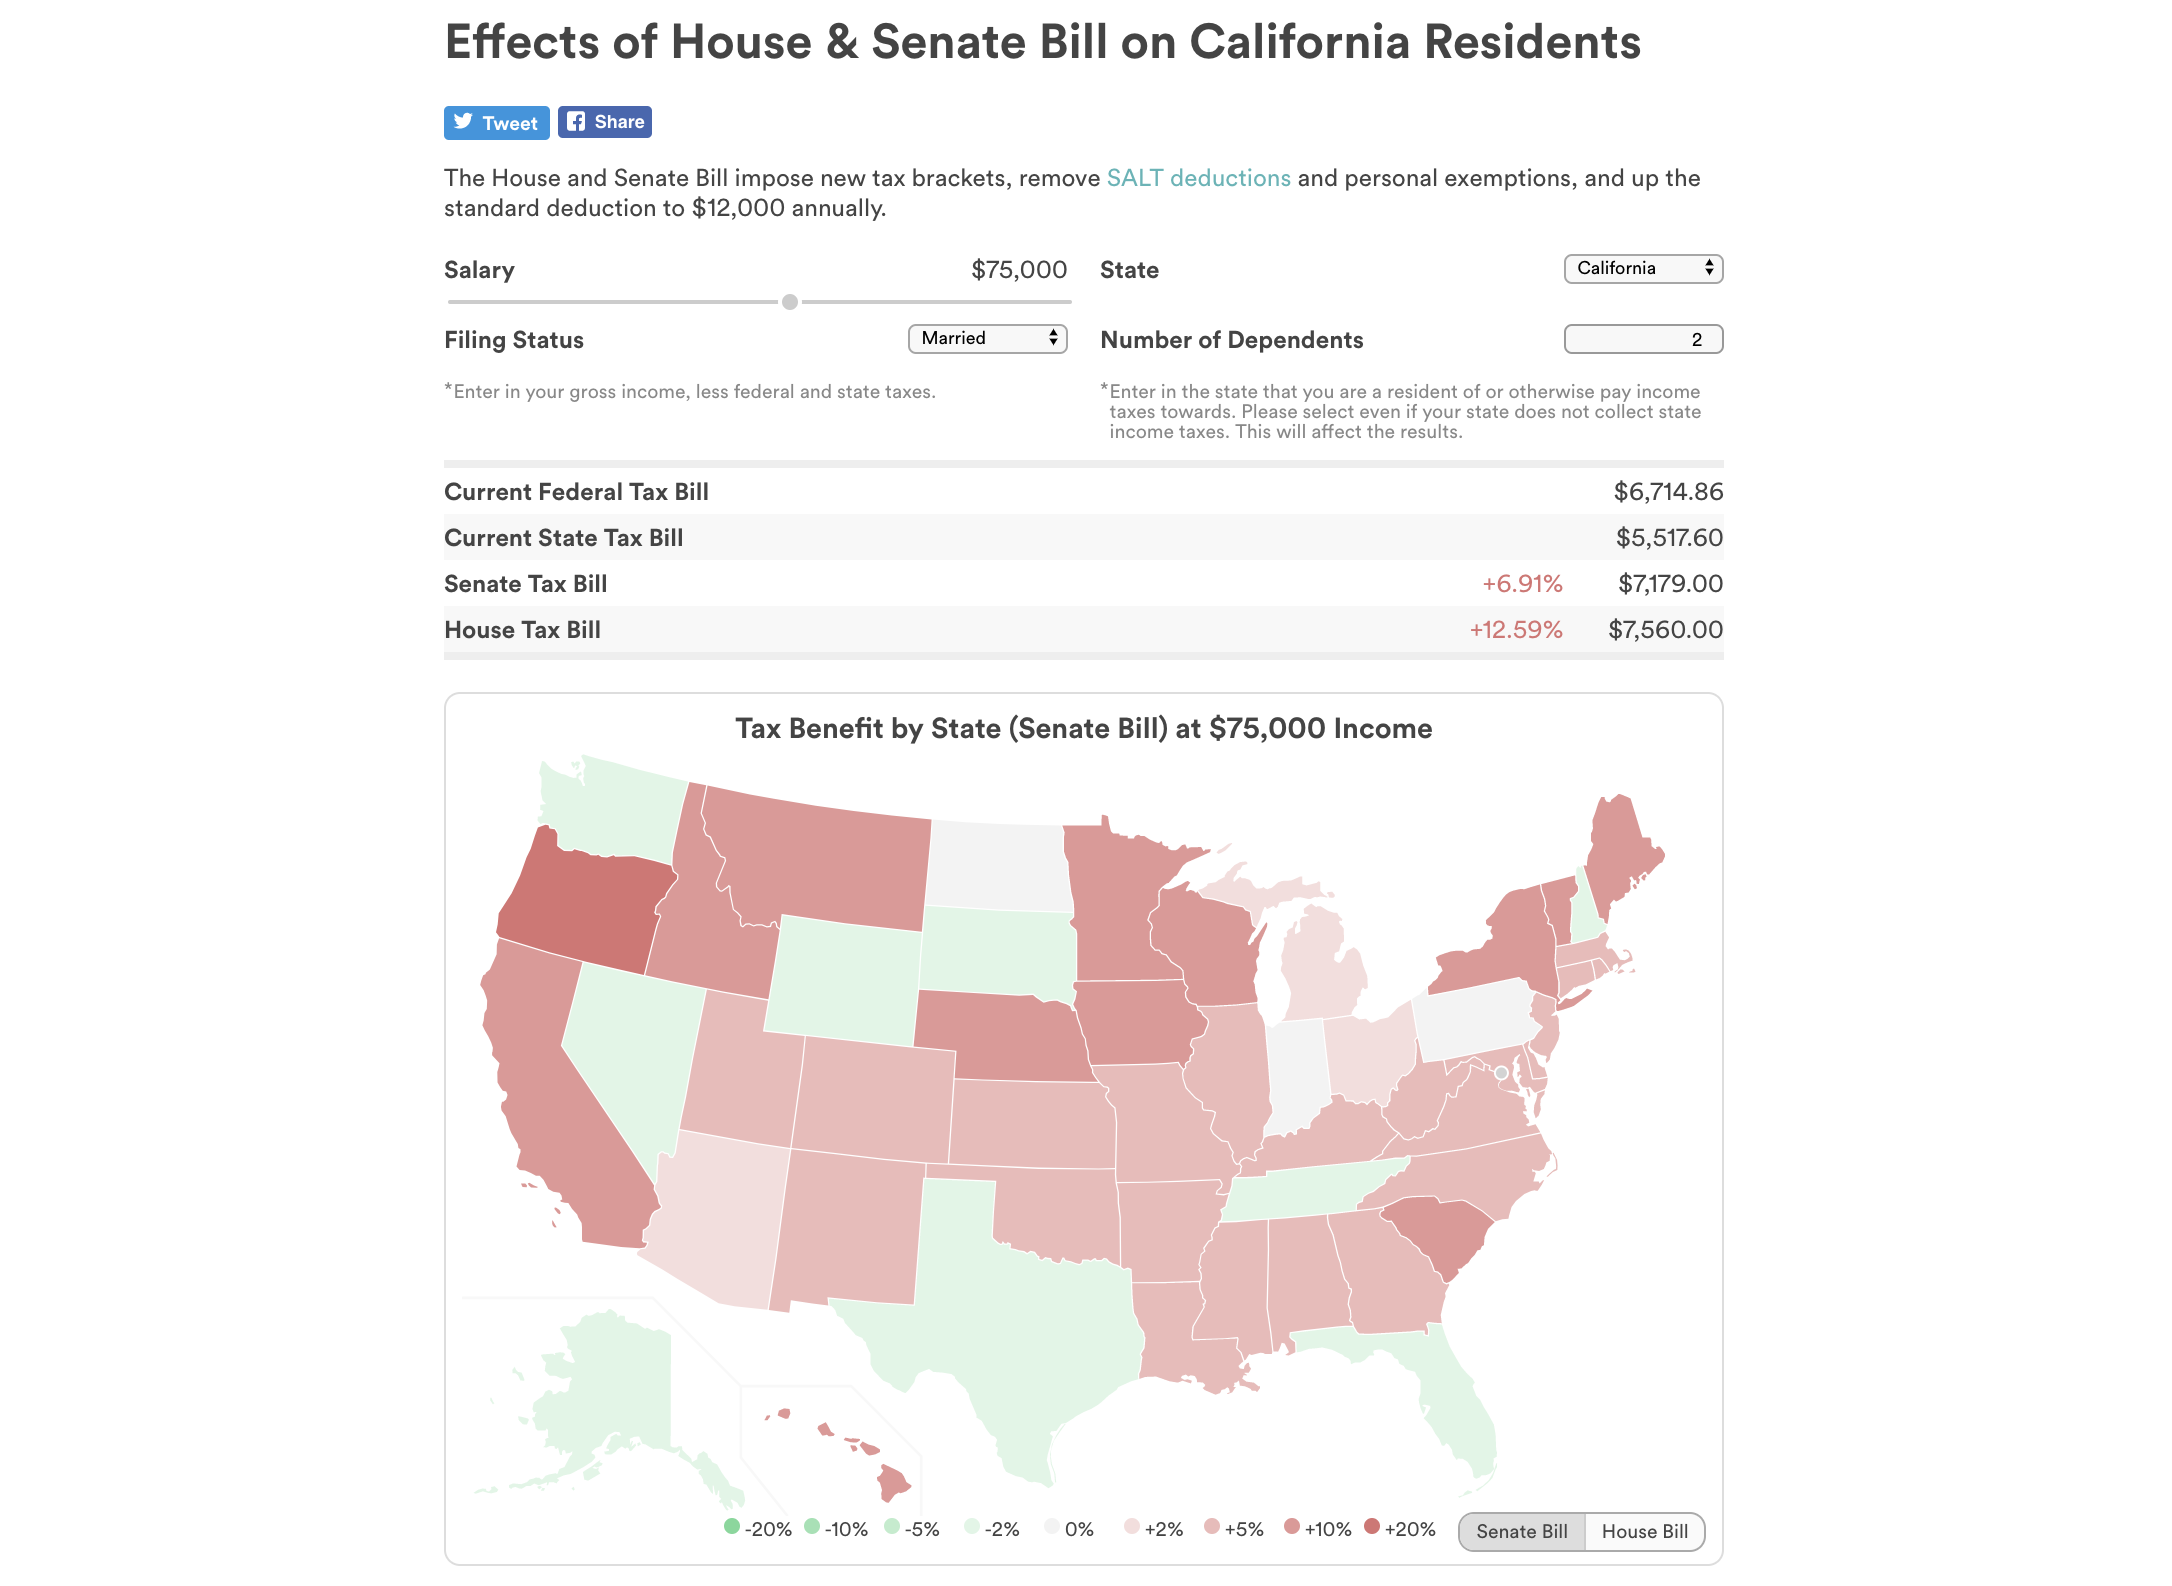 Effects of House & Senate Bill on California Residents
Tweet
Share
The House and Senate Bill impose new tax brackets, remove SALT deductions and personal exemptions, and up the
standard deduction to $12,000 annually.
Salary $75,000
State California
Filing Status Married
Number of Dependents 2
*Enter in your gross income, less federal and state taxes.
*Enter in the state that you are a resident of or otherwise pay income
taxes towards. Please select even if your state does not collect state
income taxes. This will affect the results.
Current Federal Tax Bill $6,714.86
Current State Tax Bill $5,517.60
Senate Tax Bill +6.91% $7,179.00
House Tax Bill +12.59% $7,560.00
Tax Benefit by State (Senate Bill) at $75,000 Income
-20% -10% -5% -2% 0% +2% +5% +10% +20%
Senate Bill House Bill